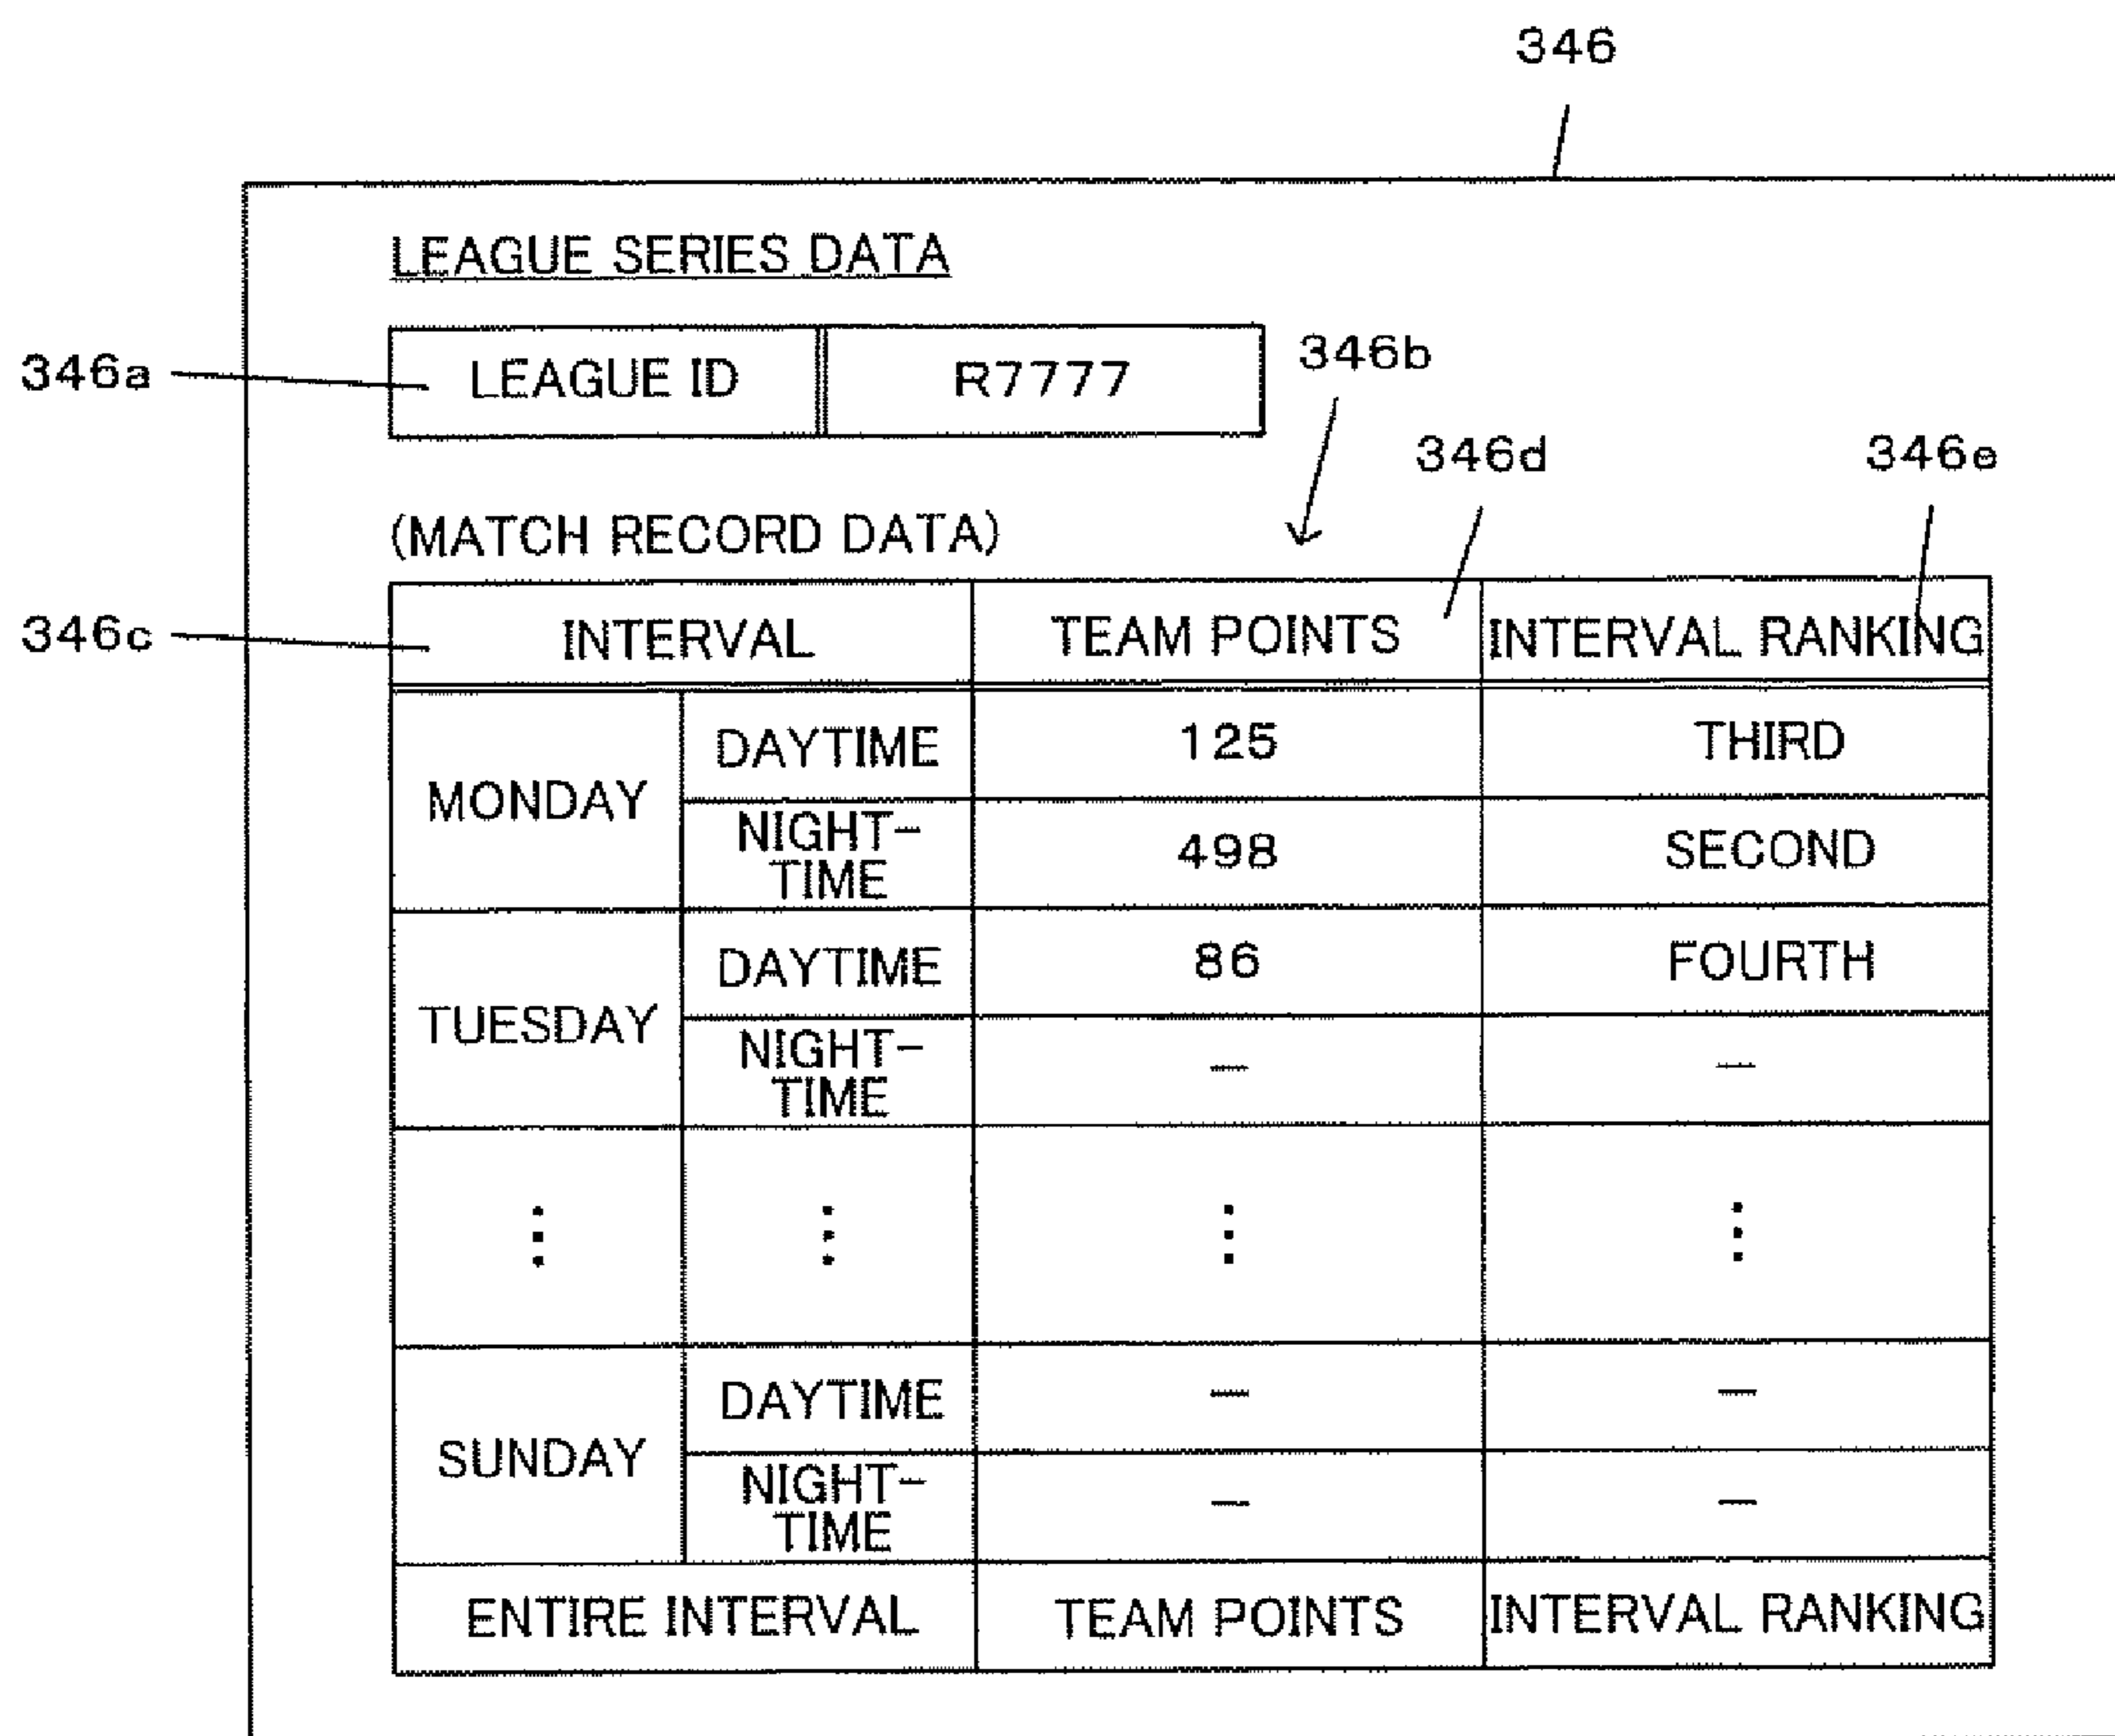 346
LEAGUE SERIES DATA
346a
LEAGUE ID
R7777
346b
346d
346e
(MATCH RECORD DATA)
346c
INTERVAL
TEAM POINTS
INTERVAL RANKING
MONDAY
DAYTIME
125
THIRD
NIGHT-
TIME
498
SECOND
TUESDAY
DAYTIME
86
FOURTH
NIGHT-
TIME
—
—
SUNDAY
DAYTIME
—
—
NIGHT-
TIME
—
—
ENTIRE INTERVAL
TEAM POINTS
INTERVAL RANKING